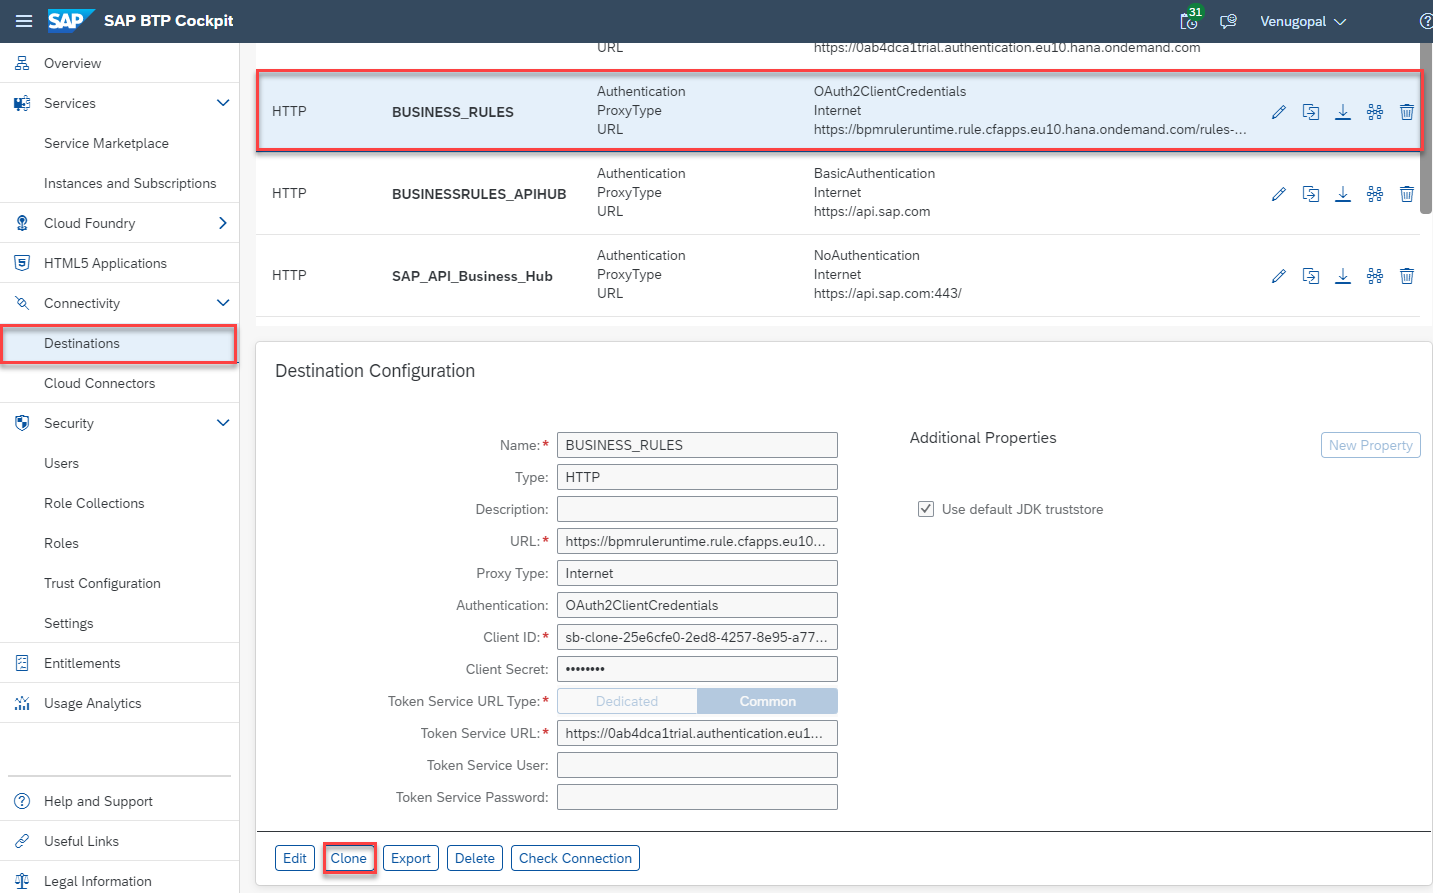 SAP SAP BTP Cockpit
31
Venugopal
Overview
Services
Service Marketplace
Instances and Subscriptions
Cloud Foundry
HTML5 Applications
Connectivity
Destinations
Cloud Connectors
Security
Users
Role Collections
Roles
Trust Configuration
Settings
Entitlements
Usage Analytics
Help and Support
Useful Links
Legal Information
URL https://0ab4dca1trial.authentication.eu10.hana.ondemand.com
HTTP BUSINESS_RULES
Authentication OAuth2ClientCredentials
ProxyType Internet
URL https://bpmruleruntime.rule.cfapps.eu10.hana.ondemand.com/rules-...
HTTP BUSINESSRULES_APIHUB
Authentication BasicAuthentication
ProxyType Internet
URL https://api.sap.com
HTTP SAP_API_Business_Hub
Authentication NoAuthentication
ProxyType Internet
URL https://api.sap.com:443/
Destination Configuration
Name:* BUSINESS_RULES
Type: HTTP
Description:
URL:* https://bpmruleruntime.rule.cfapps.eu10...
Proxy Type: Internet
Authentication: OAuth2ClientCredentials
Client ID:* sb-clone-25e6cfe0-2ed8-4257-8e95-a77...
Client Secret: ••••••••
Token Service URL Type:* Dedicated Common
Token Service URL:* https://0ab4dca1trial.authentication.eu1...
Token Service User:
Token Service Password:
Additional Properties
New Property
Use default JDK truststore
Edit Clone Export Delete Check Connection